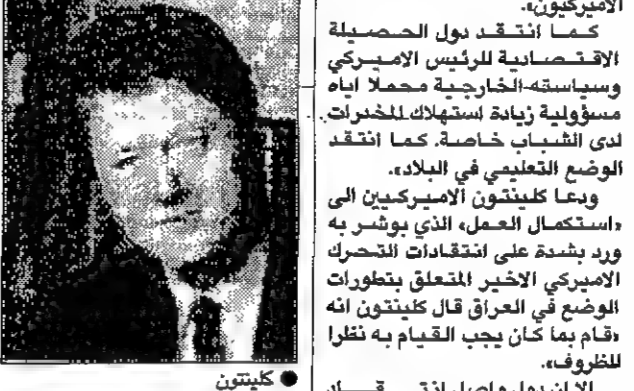 الاميركيون».
كما انتقد دول الحصيلة
الاقتصادية للرئيس الاميركي
وسياسته الخارجية محملا اياه
مسؤولية زيادة استهلاك المخدرات
لدى الشباب خاصة. كما انتقد
الوضع التعليمي في البلاد».
ودعا كلينتون الاميركيين الى
«استكمال العمل» الذي بوشر به
ورد بشدة على انتقادات التحرك
الاميركي الاخير المتعلق بتطورات
الوضع في العراق قال كلينتون انه
«قام بما كان يجب القيام به نظرا
للظروف».
● كلينتون